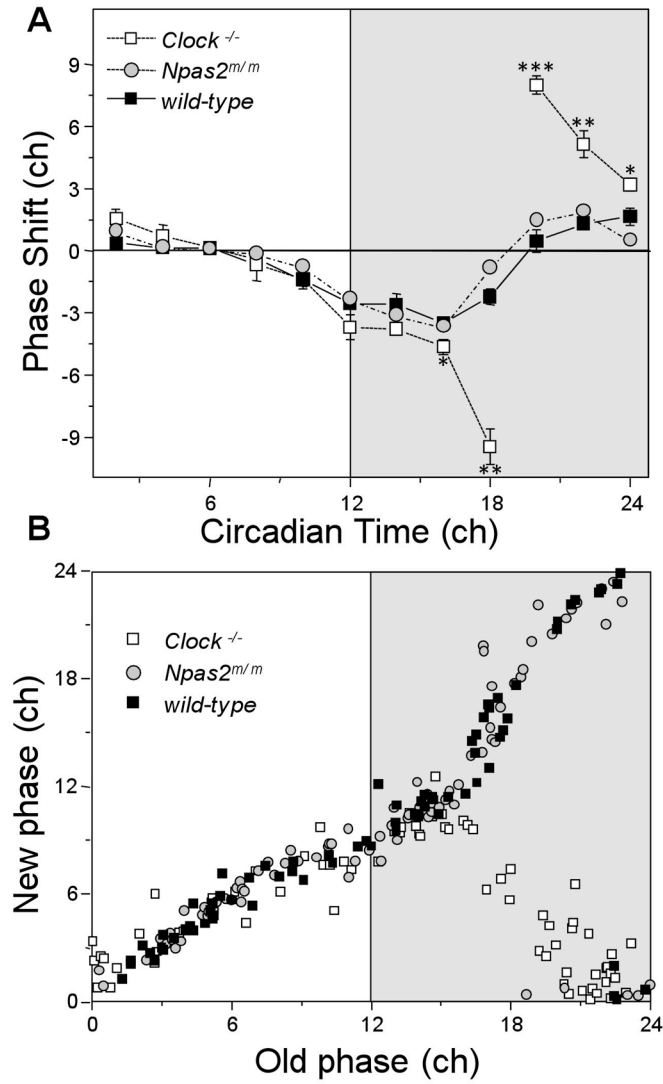 A
Clock -/-
Npas2 m/m
wild-type
9
6
3
0
-3
-6
-9
Phase Shift (ch)
***
**
*
*
**
6
12
18
24
Circadian Time (ch)
B
24
18
12
6
0
New phase (ch)
Clock -/-
Npas2 m/m
wild-type
0
6
12
18
24
Old phase (ch)